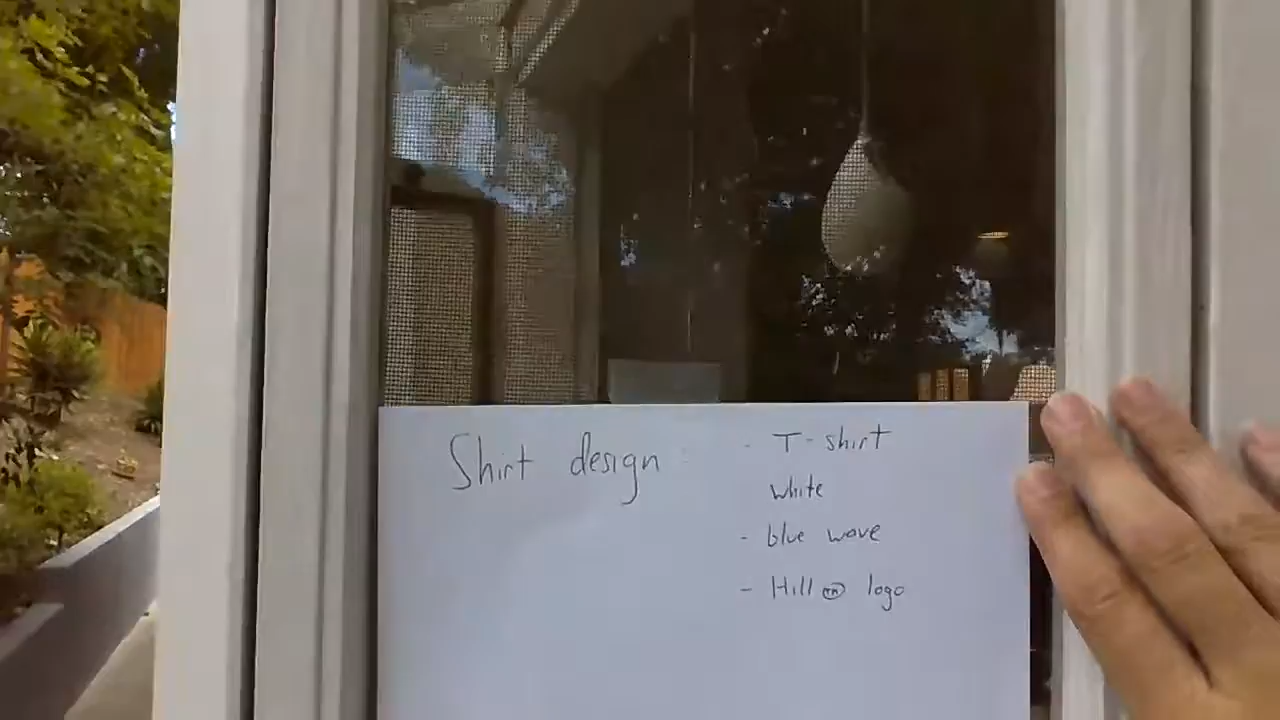 Shirt design
- T-shirt
white
- blue wave
- Hill logo